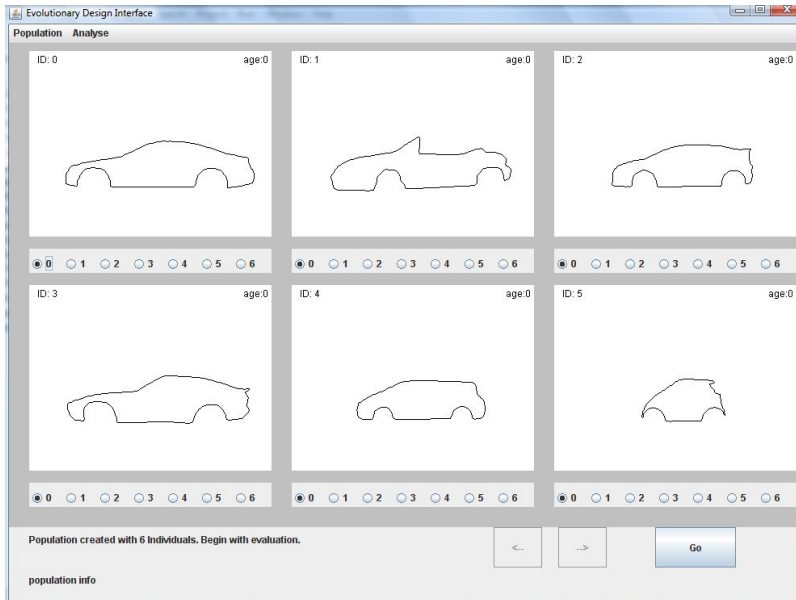 Evolutionary Design Interface
Population Analyse
ID: 0 age:0
ID: 1 age:0
ID: 2 age:0
0 1 2 3 4 5 6
0 1 2 3 4 5 6
0 1 2 3 4 5 6
ID: 3 age:0
ID: 4 age:0
ID: 5 age:0
0 1 2 3 4 5 6
0 1 2 3 4 5 6
0 1 2 3 4 5 6
Population created with 6 Individuals. Begin with evaluation.
<-- --> Go
population info